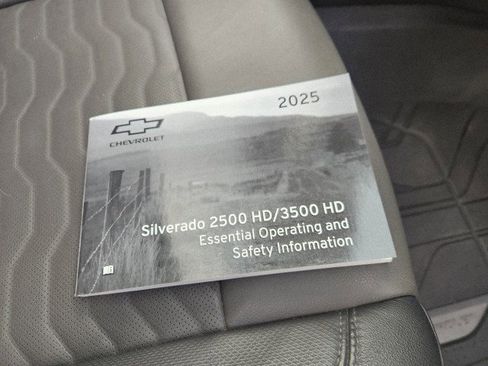 2025
CHEVROLET
Silverado 2500 HD/3500 HD
Essential Operating and
Safety Information